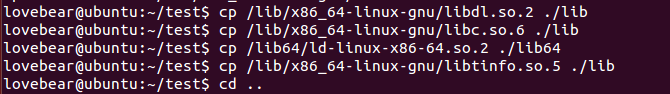 lovebear@ubuntu:~/test$ cp /lib/x86_64-linux-gnu/libdl.so.2 ./lib
lovebear@ubuntu:~/test$ cp /lib/x86_64-linux-gnu/libc.so.6 ./lib
lovebear@ubuntu:~/test$ cp /lib64/ld-linux-x86-64.so.2 ./lib64
lovebear@ubuntu:~/test$ cp /lib/x86_64-linux-gnu/libtinfo.so.5 ./lib
lovebear@ubuntu:~/test$ cd ..